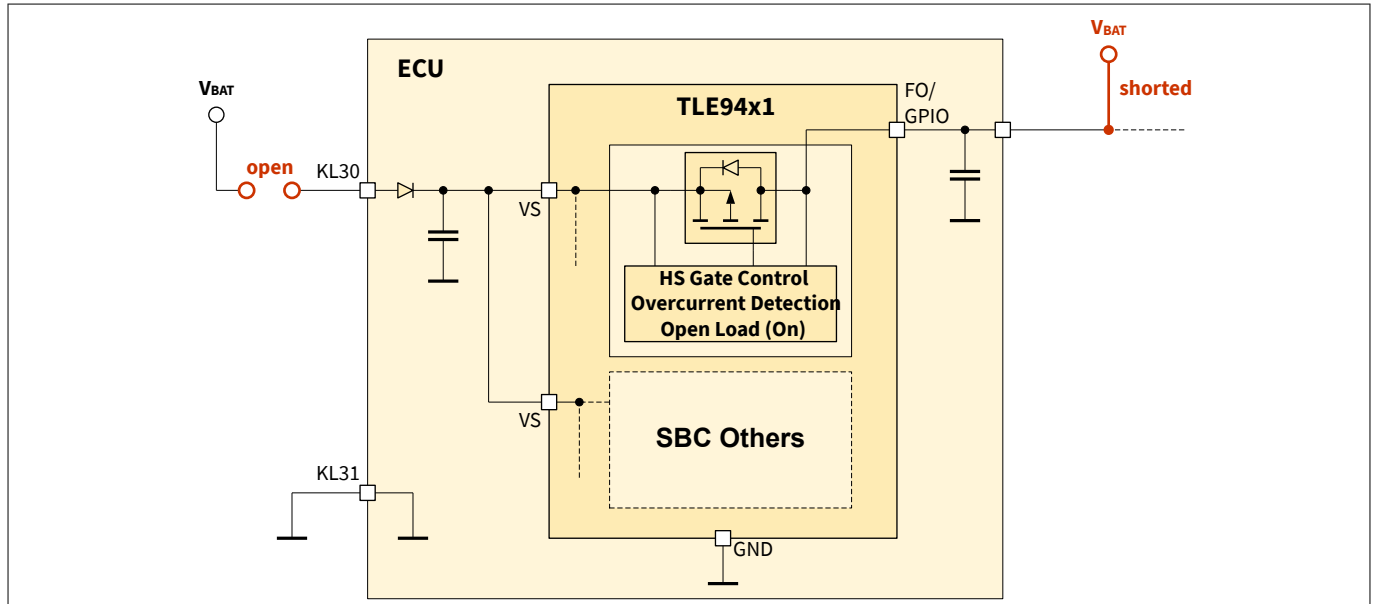 VBAT
ECU
VBAT
TLE94x1
FO/
GPIO
shorted
open
KL30
VS
HS Gate Control
Overcurrent Detection
Open Load (On)
VS
SBC Others
KL31
GND